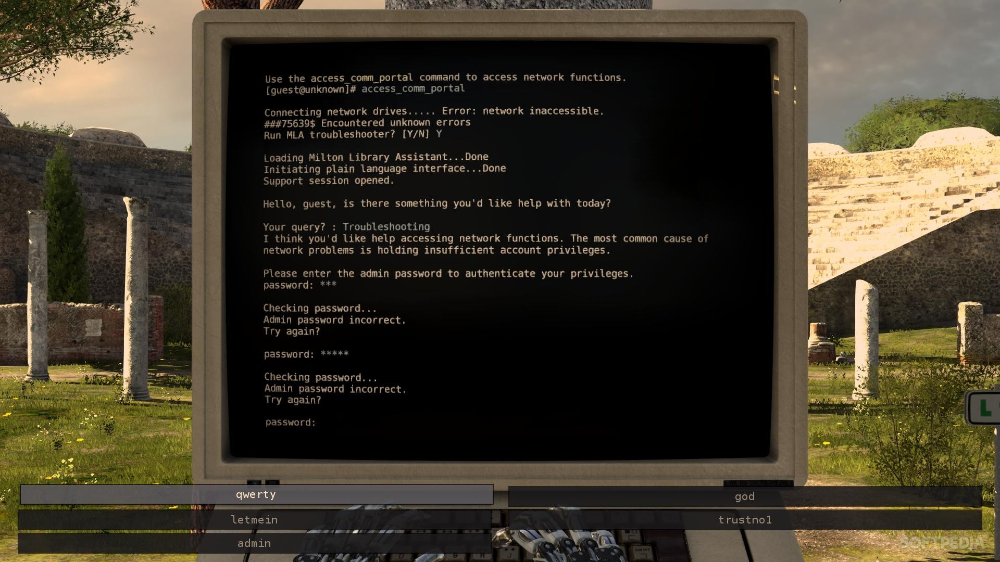 Use the access_comm_portal command to access network functions.
[guest@unknown]# access_comm_portal
Connecting network drives..... Error: network inaccessible.
###75639$ Encountered unknown errors
Run MLA troubleshooter? [Y/N] Y
Loading Milton Library Assistant...Done
Initiating plain language interface...Done
Support session opened.
Hello, guest, is there something you'd like help with today?
Your query? : Troubleshooting
I think you'd like help accessing network functions. The most common cause of
network problems is holding insufficient account privileges.
Please enter the admin password to authenticate your privileges.
password: ***
Checking password...
Admin password incorrect.
Try again?
password: *****
Checking password...
Admin password incorrect.
Try again?
password:
L
qwerty
god
letmein
trustno1
admin
SOFTPEDIA